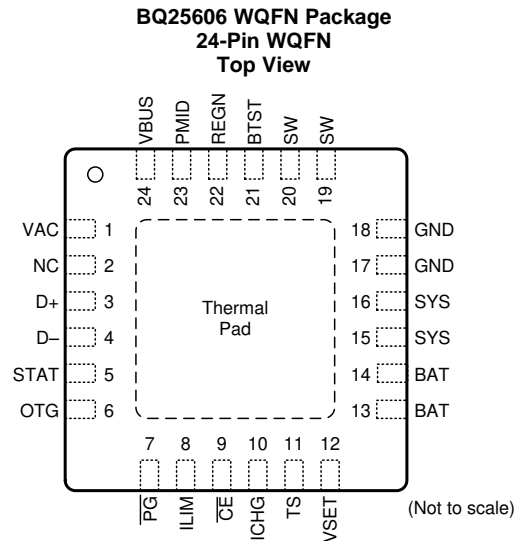 BQ25606 WQFN Package
24-Pin WQFN
Top View
VBUS PMID REGN BTST SW SW
24 23 22 21 20 19
VAC 1 18 GND
NC 2 17 GND
D+ 3 16 SYS
Thermal
Pad
D– 4 15 SYS
STAT 5 14 BAT
OTG 6 13 BAT
7 8 9 10 11 12
P̅G̅ ILIM C̅E̅ ICHG TS VSET
(Not to scale)